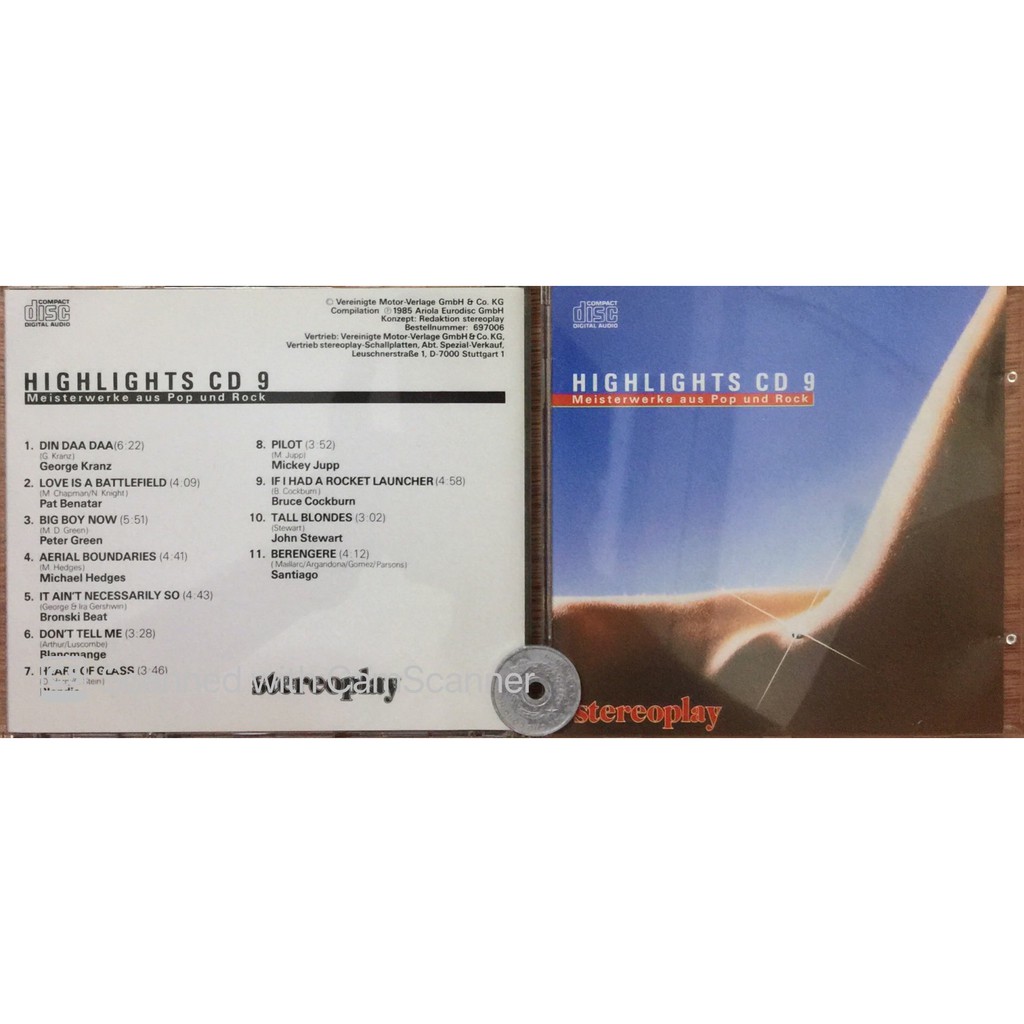 COMPACT
disc
DIGITAL AUDIO
© Vereinigte Motor-Verlage GmbH & Co. KG
Compilation ℗1985 Ariola Eurodisc GmbH
Konzept: Redaktion stereoplay
Bestellnummer: 697006
Vertrieb: Vereinigte Motor-Verlage GmbH & Co. KG,
Vertrieb stereoplay-Schallplatten, Abt. Spezial-Verkauf,
Leuschnerstraße 1, D-7000 Stuttgart 1
HIGHLIGHTS CD 9
Meisterwerke aus Pop und Rock
1. DIN DAA DAA(6:22)
(G. Kranz)
George Kranz
2. LOVE IS A BATTLEFIELD (4:09)
(M. Chapman/N. Knight)
Pat Benatar
3. BIG BOY NOW (5:51)
(M. D. Green)
Peter Green
4. AERIAL BOUNDARIES (4:41)
(M. Hedges)
Michael Hedges
5. IT AIN'T NECESSARILY SO (4:43)
(George & Ira Gershwin)
Bronski Beat
6. DON'T TELL ME (3:28)
(Arthur/Luscombe)
Blancmange
7. OF GLASS (3:46)
8. PILOT (3:52)
(M. Jupp)
Mickey Jupp
9. IF I HAD A ROCKET LAUNCHER (4:58)
(B. Cockburn)
Bruce Cockburn
10. TALL BLONDES (3:02)
(Stewart)
John Stewart
11. BERENGERE (4:12)
(Maillarc/Argandona/Gomez/Parsons)
Santiago
stereoplay
Scanner
COMPACT
disc
DIGITAL AUDIO
HIGHLIGHTS CD 9
Meisterwerke aus Pop und Rock
stereoplay